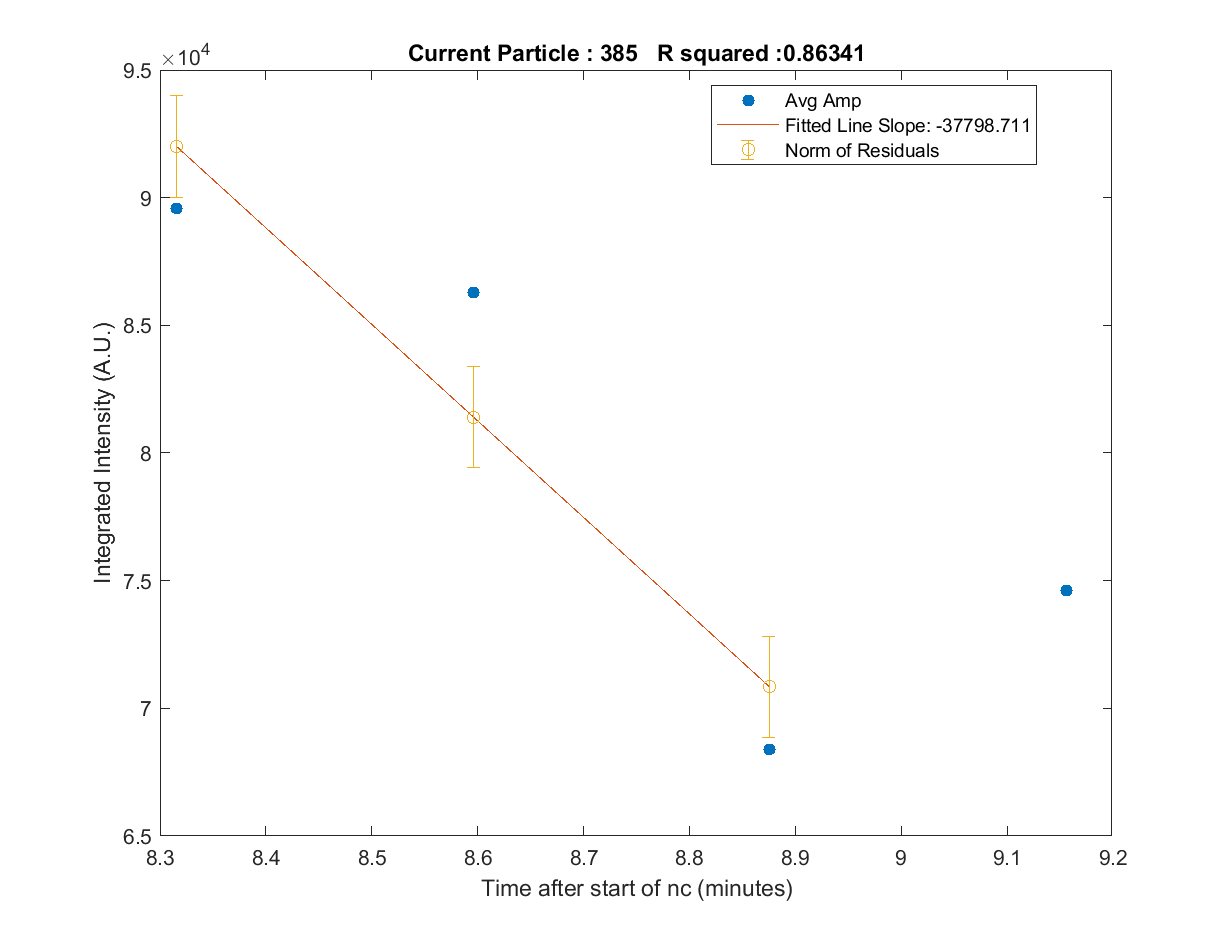 Current Particle : 385 R squared :0.86341
×10⁴
9.5
9
8.5
8
7.5
7
6.5
Integrated Intensity (A.U.)
Avg Amp
Fitted Line Slope: -37798.711
Norm of Residuals
8.3 8.4 8.5 8.6 8.7 8.8 8.9 9 9.1 9.2
Time after start of nc (minutes)